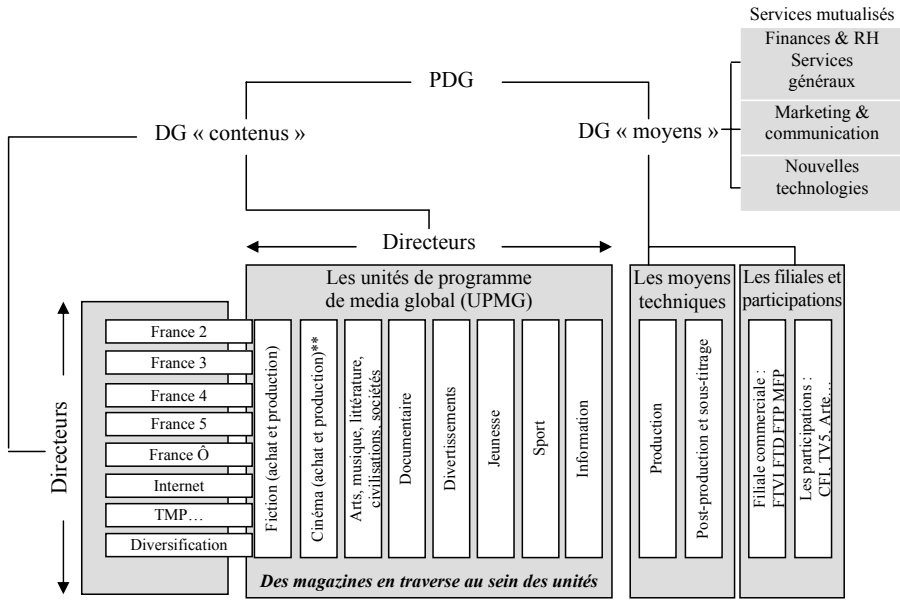 Services mutualisés
Finances & RH
Services
généraux
PDG
DG « contenus »
DG « moyens »
Marketing &
communication
Nouvelles
technologies
Directeurs
Les unités de programme
de media global (UPMG)
Les moyens
techniques
Les filiales et
participations
Directeurs
France 2
France 3
France 4
France 5
France Ô
Internet
TMP…
Diversification
Fiction (achat et production)
Cinéma (achat et production)**
Arts, musique, littérature,
civilisations, sociétés
Documentaire
Divertissements
Jeunesse
Sport
Information
Production
Post-production et sous-titrage
Filiale commerciale :
FTVI FTD FTP MFP
Les participations :
CFI, TV5, Arte…
Des magazines en traverse au sein des unités